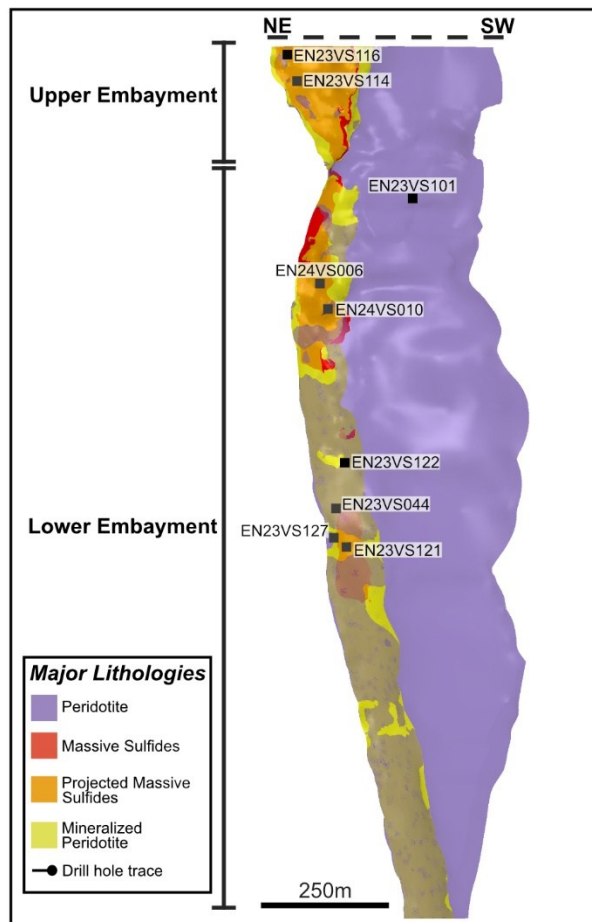 NE
SW
EN23VS116
EN23VS114
Upper Embayment
EN23VS101
EN24VS006
EN24VS010
EN23VS122
EN23VS044
EN23VS127
EN23VS121
Lower Embayment
Major Lithologies
Peridotite
Massive Sulfides
Projected Massive
Sulfides
Mineralized
Peridotite
Drill hole trace
250m